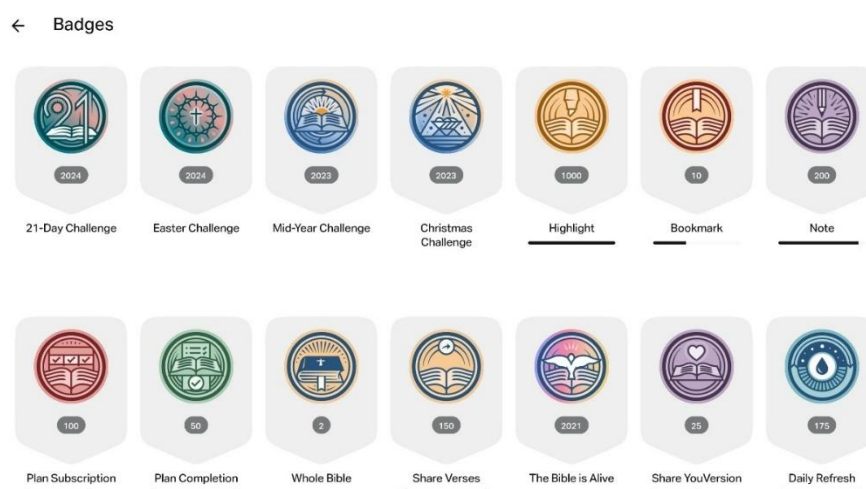 Badges
21
2024
2024
2023
2023
1000
10
200
21-Day Challenge
Easter Challenge
Mid-Year Challenge
Christmas
Challenge
Highlight
Bookmark
Note
100
50
2
150
2021
25
175
Plan Subscription
Plan Completion
Whole Bible
Share Verses
The Bible is Alive
Share YouVersion
Daily Refresh